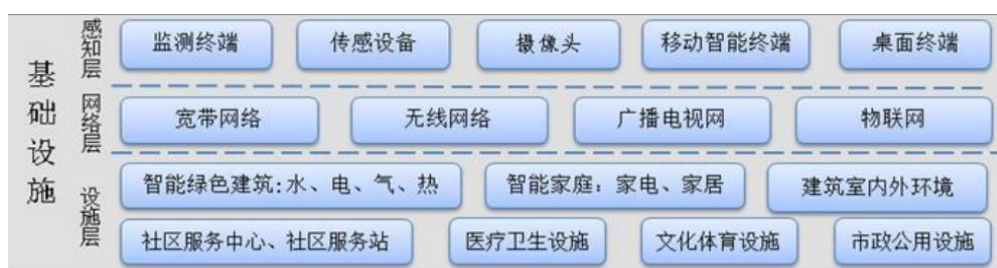 基础设施
感知层
监测终端 传感设备 摄像头 移动智能终端 桌面终端
网络层
宽带网络 无线网络 广播电视网 物联网
设施层
智能绿色建筑:水、电、气、热 智能家庭：家电、家居 建筑室内外环境
社区服务中心、社区服务站 医疗卫生设施 文化体育设施 市政公用设施